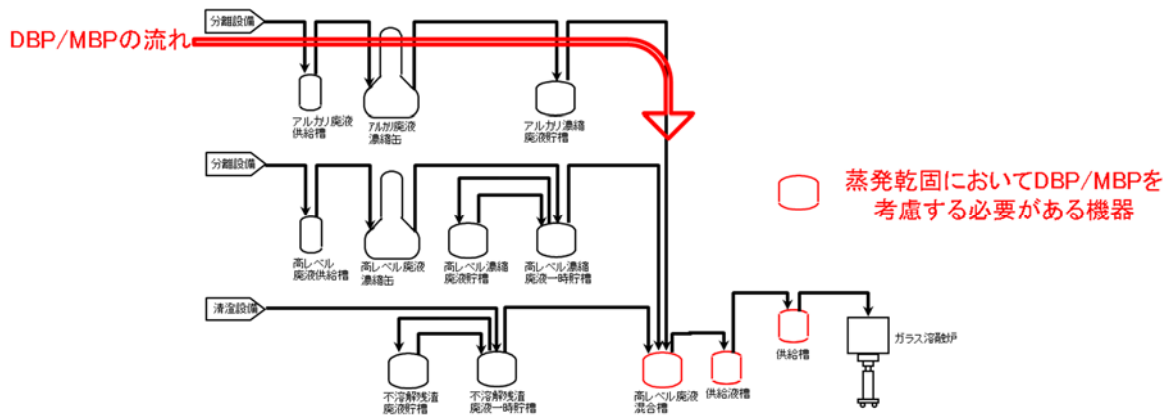 分離設備
DBP/MBPの流れ
アルカリ廃液
供給槽
アルカリ廃液
濃縮缶
アルカリ濃縮
廃液貯槽
分離設備
蒸発乾固においてDBP/MBPを
考慮する必要がある機器
高レベル
廃液供給槽
高レベル廃液
濃縮缶
高レベル濃縮
廃液貯槽
高レベル濃縮
廃液一時貯槽
清澄設備
ガラス溶融炉
供給槽
不溶解残渣
廃液貯槽
不溶解残渣
廃液一時貯槽
高レベル廃液
混合槽
供給液槽